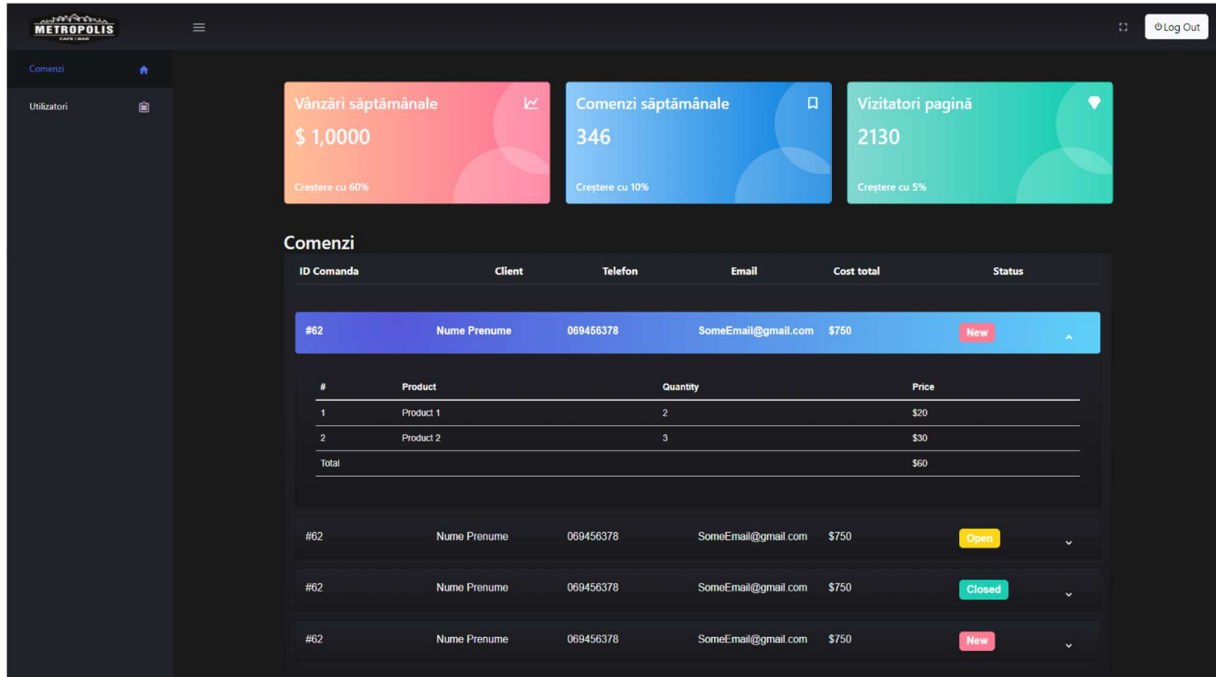 METROPOLIS
CAFE | BAR
Log Out
Comenzi
Utilizatori
Vânzări săptămânale
$ 1,0000
Creștere cu 60%
Comenzi săptămânale
346
Creștere cu 10%
Vizitatori pagină
2130
Creștere cu 5%
Comenzi
ID Comanda Client Telefon Email Cost total Status
#62 Nume Prenume 069456378 SomeEmail@gmail.com $750 New
# Product Quantity Price
1 Product 1 2 $20
2 Product 2 3 $30
Total $60
#62 Nume Prenume 069456378 SomeEmail@gmail.com $750 Open
#62 Nume Prenume 069456378 SomeEmail@gmail.com $750 Closed
#62 Nume Prenume 069456378 SomeEmail@gmail.com $750 New